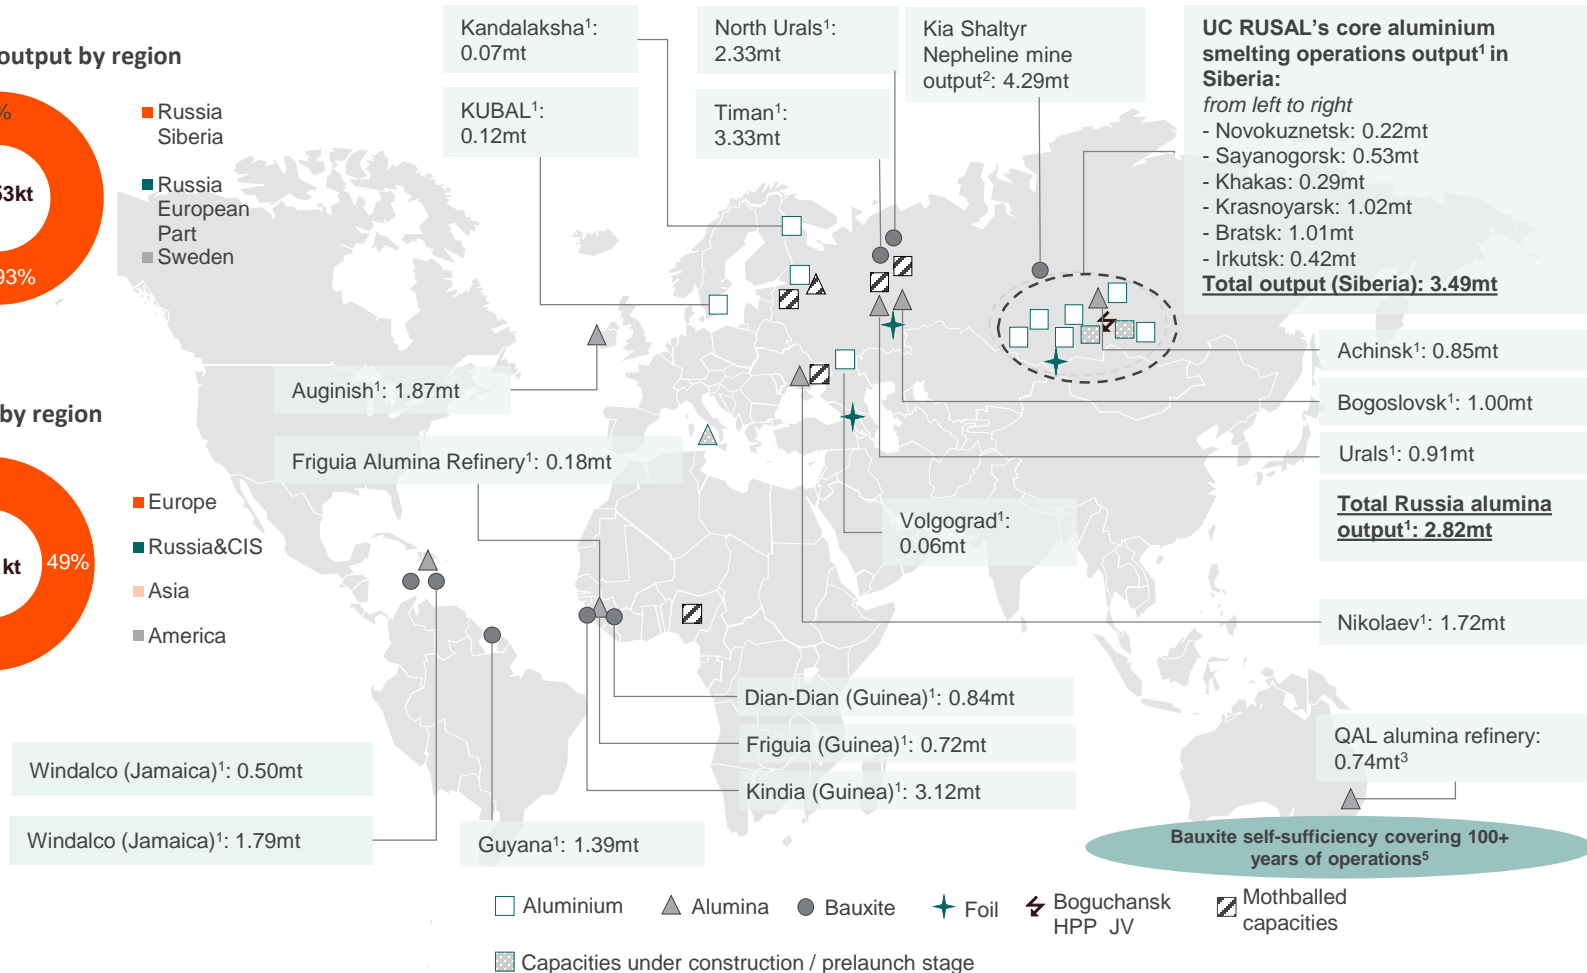 output by region
%
53kt
93%
Russia
Siberia
Russia
European
Part
Sweden
by region
kt
49%
Europe
Russia&CIS
Asia
America
Kandalaksha¹:
0.07mt
KUBAL¹:
0.12mt
North Urals¹:
2.33mt
Timan¹:
3.33mt
Kia Shaltyr
Nepheline mine
output²: 4.29mt
UC RUSAL's core aluminium
smelting operations output¹ in
Siberia:
from left to right
- Novokuznetsk: 0.22mt
- Sayanogorsk: 0.53mt
- Khakas: 0.29mt
- Krasnoyarsk: 1.02mt
- Bratsk: 1.01mt
- Irkutsk: 0.42mt
Total output (Siberia): 3.49mt
Achinsk¹: 0.85mt
Bogoslovsk¹: 1.00mt
Urals¹: 0.91mt
Total Russia alumina
output¹: 2.82mt
Nikolaev¹: 1.72mt
Auginish¹: 1.87mt
Friguia Alumina Refinery¹: 0.18mt
Volgograd¹:
0.06mt
Dian-Dian (Guinea)¹: 0.84mt
Friguia (Guinea)¹: 0.72mt
Kindia (Guinea)¹: 3.12mt
QAL alumina refinery:
0.74mt³
Windalco (Jamaica)¹: 0.50mt
Windalco (Jamaica)¹: 1.79mt
Guyana¹: 1.39mt
Bauxite self-sufficiency covering 100+
years of operations⁵
Aluminium
Alumina
Bauxite
Foil
Boguchansk
HPP JV
Mothballed
capacities
Capacities under construction / prelaunch stage